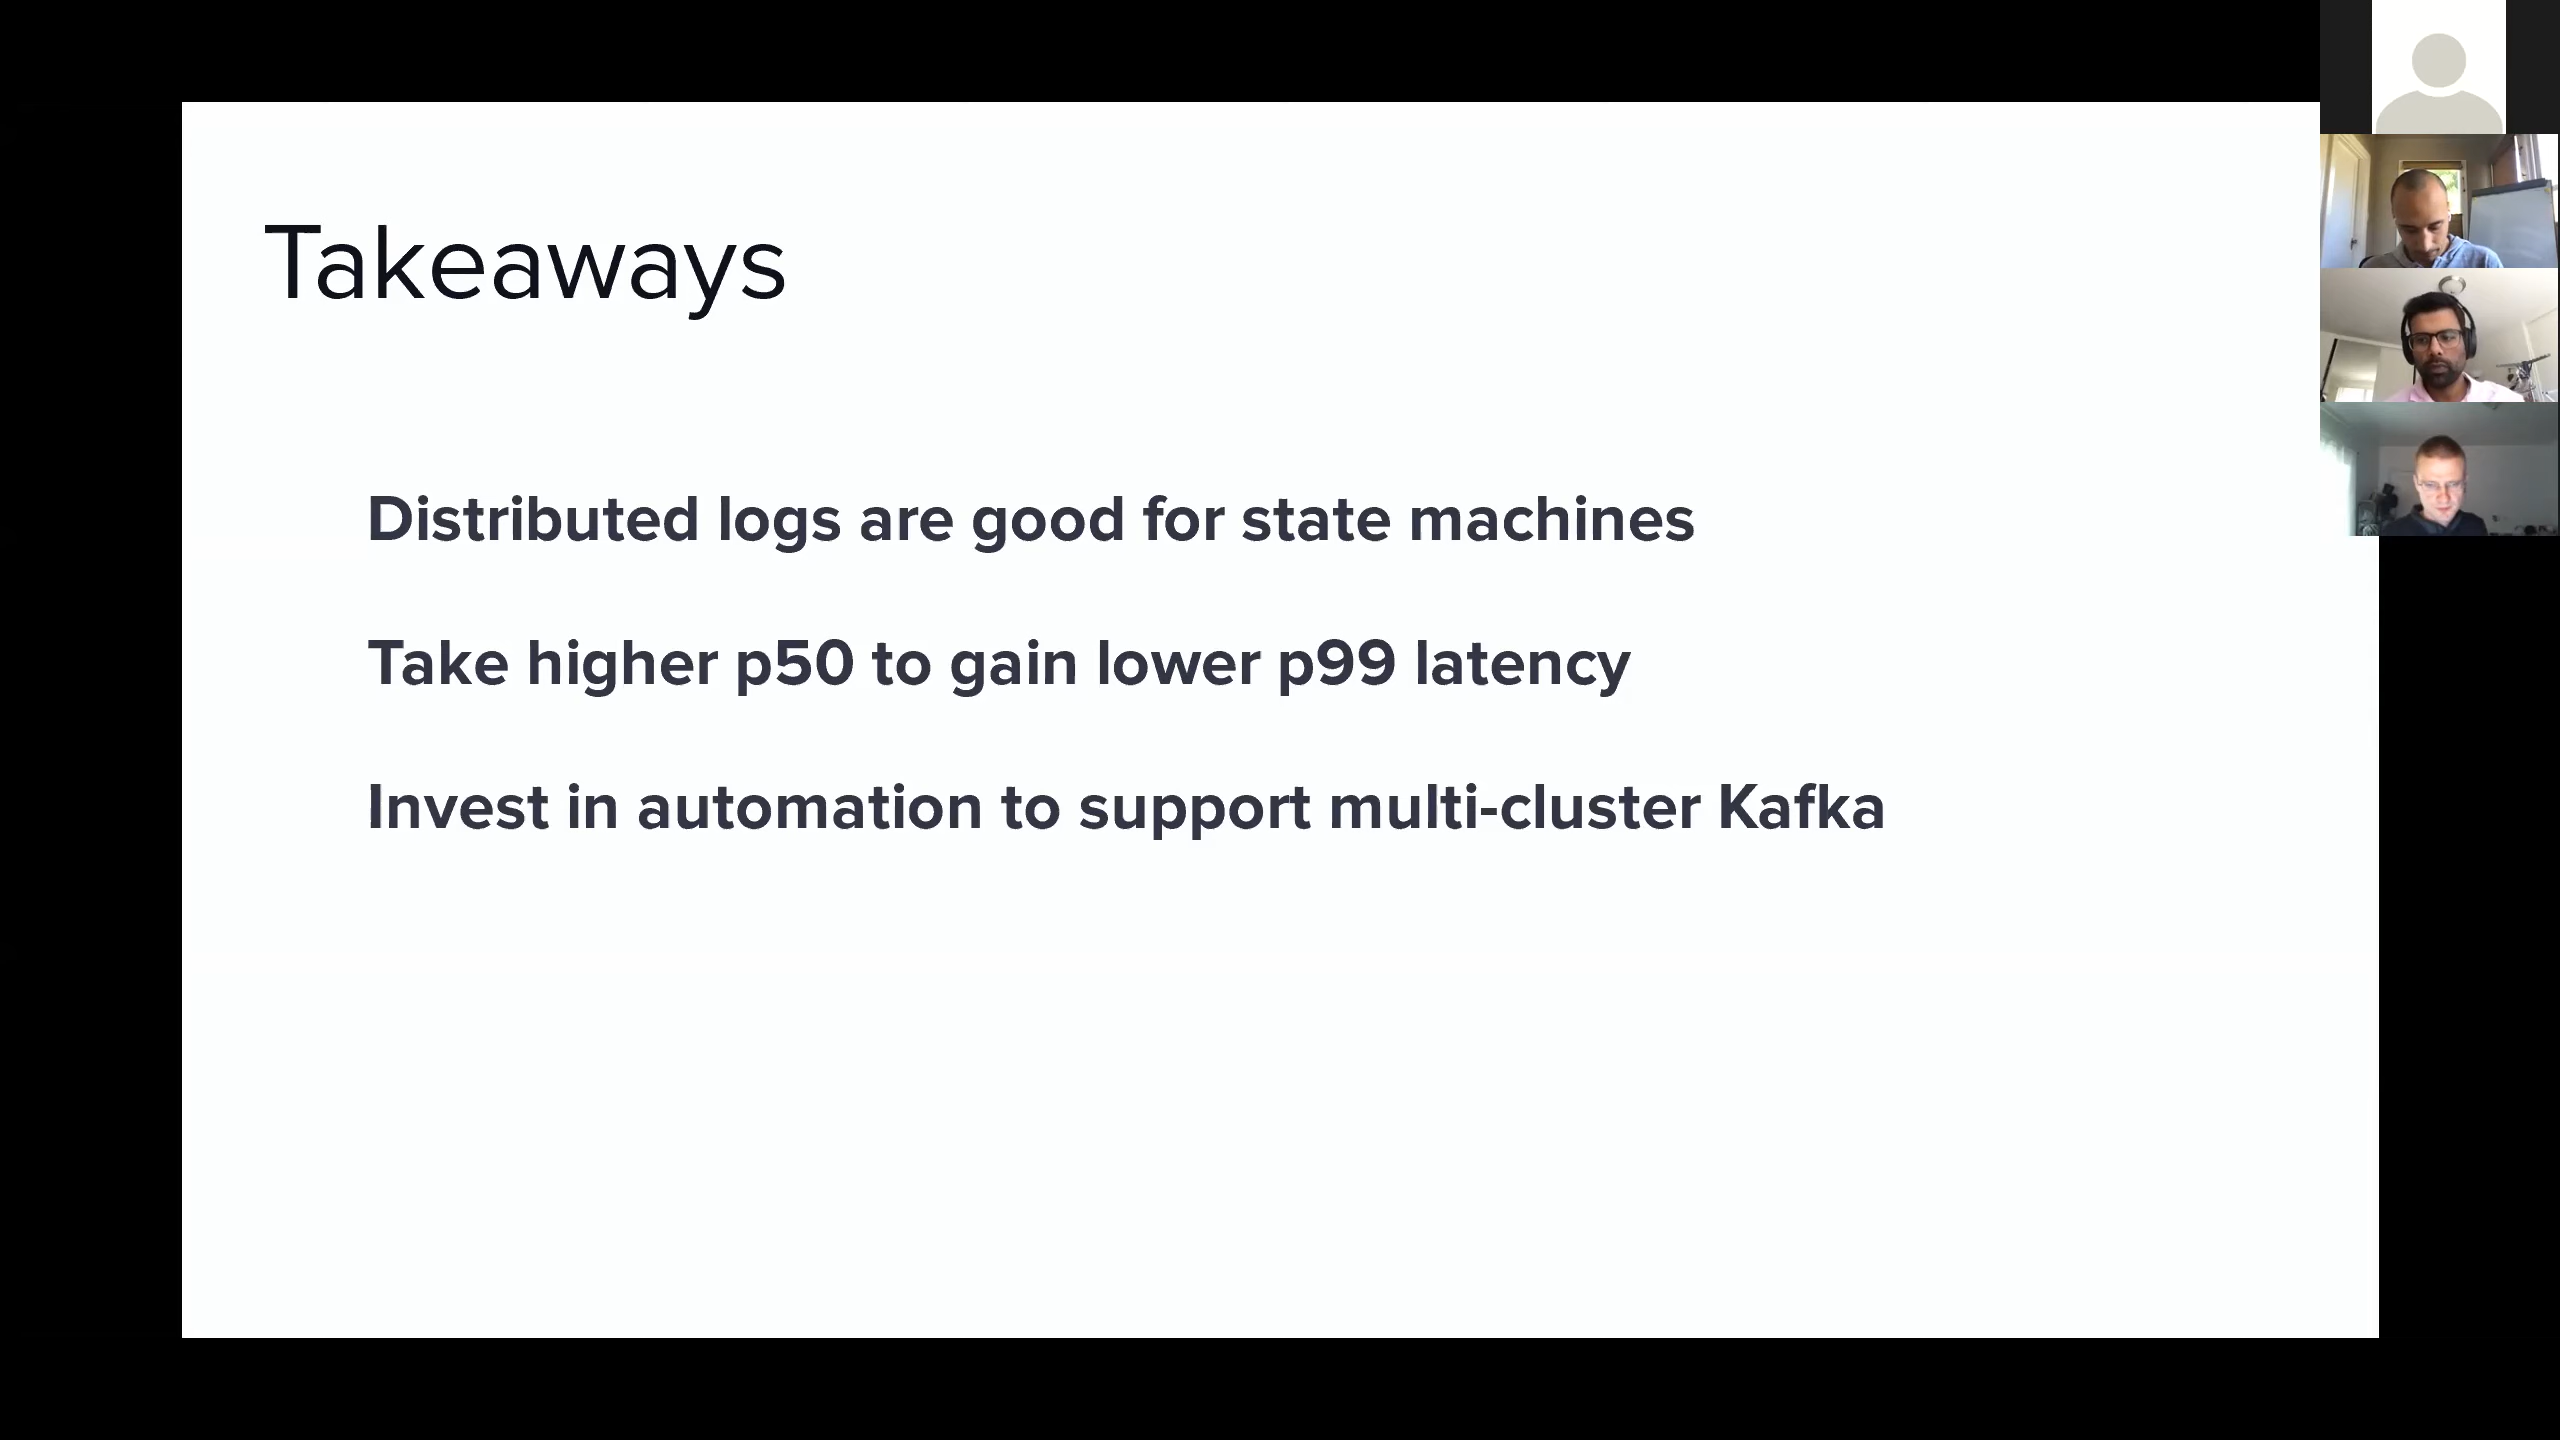 Takeaways
Distributed logs are good for state machines
Take higher p50 to gain lower p99 latency
Invest in automation to support multi-cluster Kafka